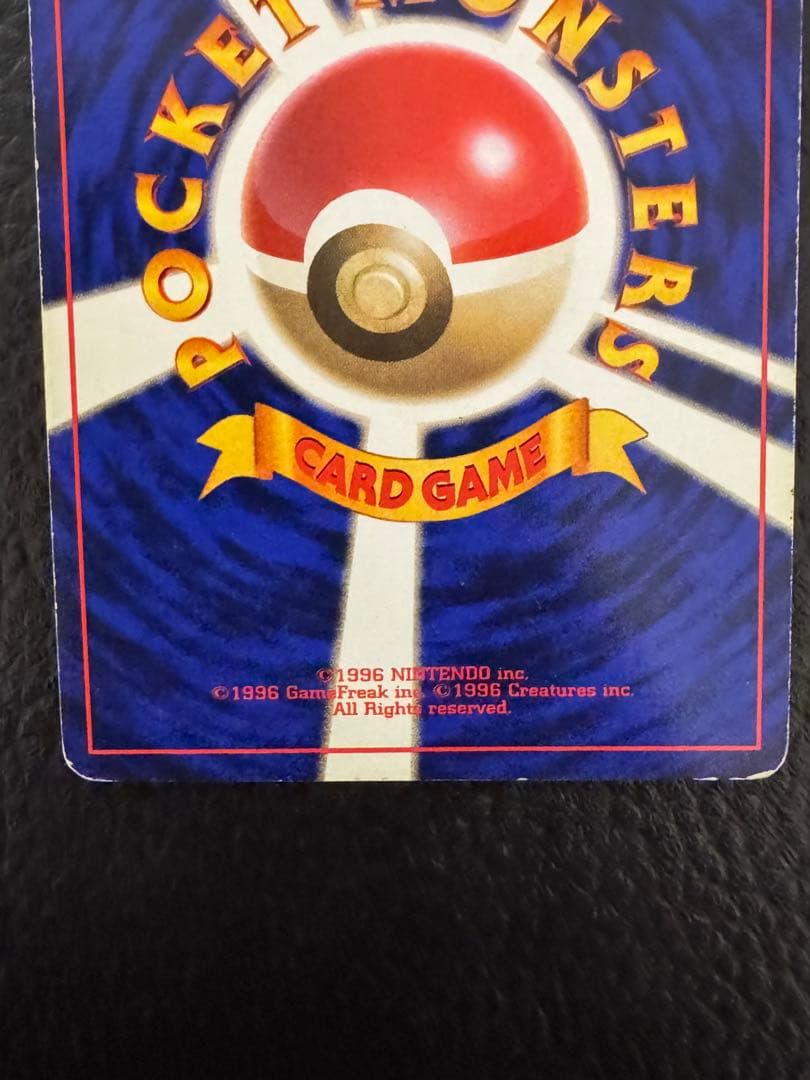 POCKET MONSTERS
CARD GAME
©1996 NINTENDO inc.
©1996 GameFreak inc. ©1996 Creatures inc.
All Rights reserved.